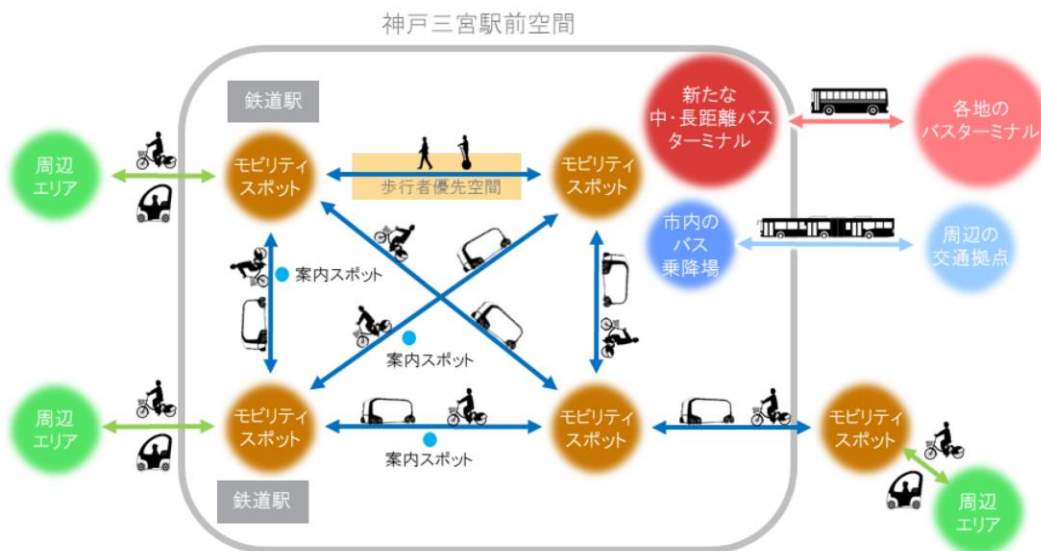 神戸三宮駅前空間
鉄道駅
新たな
中・長距離バス
ターミナル
各地の
バスターミナル
周辺
エリア
モビリティ
スポット
歩行者優先空間
モビリティ
スポット
市内の
バス
乗降場
周辺の
交通拠点
案内スポット
案内スポット
周辺
エリア
モビリティ
スポット
案内スポット
モビリティ
スポット
モビリティ
スポット
鉄道駅
周辺
エリア